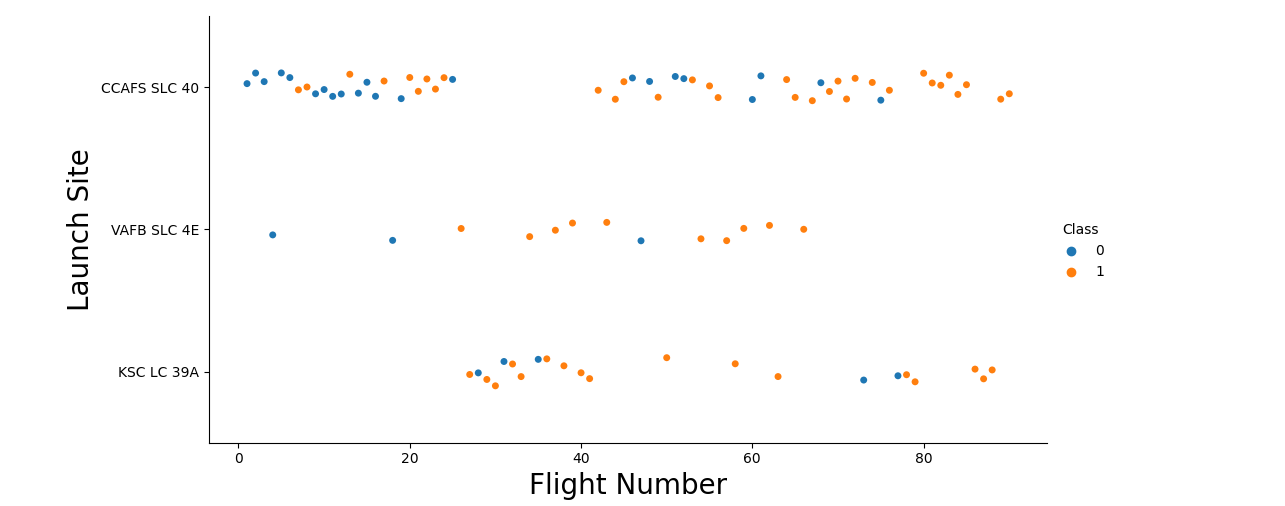 Launch Site
CCAFS SLC 40
VAFB SLC 4E
KSC LC 39A
0 20 40 60 80
Flight Number
Class
0
1